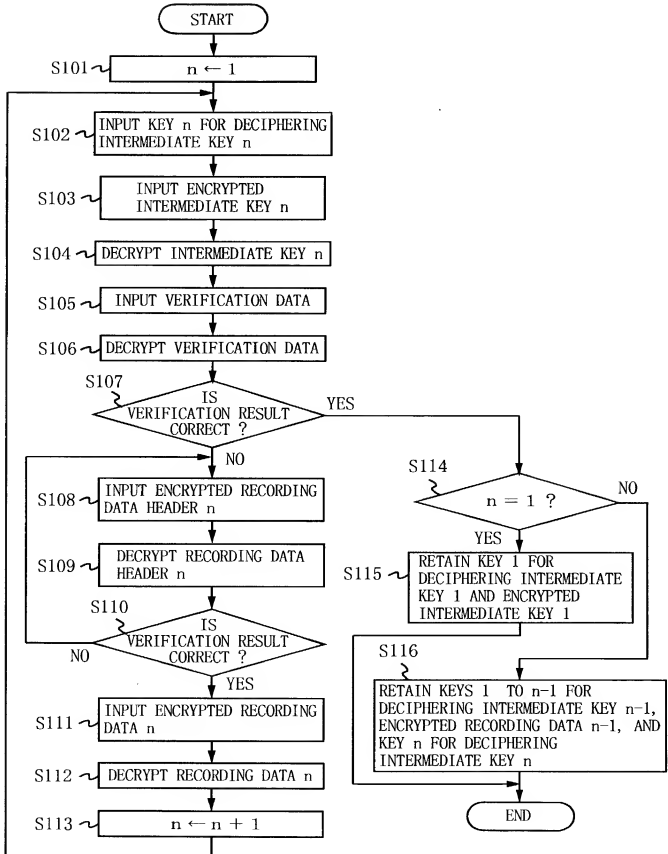 START
S101
n ← 1
S102
INPUT KEY n FOR DECIPHERING
INTERMEDIATE KEY n
S103
INPUT ENCRYPTED
INTERMEDIATE KEY n
S104
DECRYPT INTERMEDIATE KEY n
S105
INPUT VERIFICATION DATA
S106
DECRYPT VERIFICATION DATA
S107
IS
VERIFICATION RESULT
CORRECT ?
YES
NO
S108
INPUT ENCRYPTED RECORDING
DATA HEADER n
S109
DECRYPT RECORDING DATA
HEADER n
S110
IS
VERIFICATION RESULT
CORRECT ?
NO
YES
S111
INPUT ENCRYPTED RECORDING
DATA n
S112
DECRYPT RECORDING DATA n
S113
n ← n + 1
S114
n = 1 ?
NO
YES
S115
RETAIN KEY 1 FOR
DECIPHERING INTERMEDIATE
KEY 1 AND ENCRYPTED
INTERMEDIATE KEY 1
S116
RETAIN KEYS 1 TO n-1 FOR
DECIPHERING INTERMEDIATE KEY n-1,
ENCRYPTED RECORDING DATA n-1, AND
KEY n FOR DECIPHERING
INTERMEDIATE KEY n
END